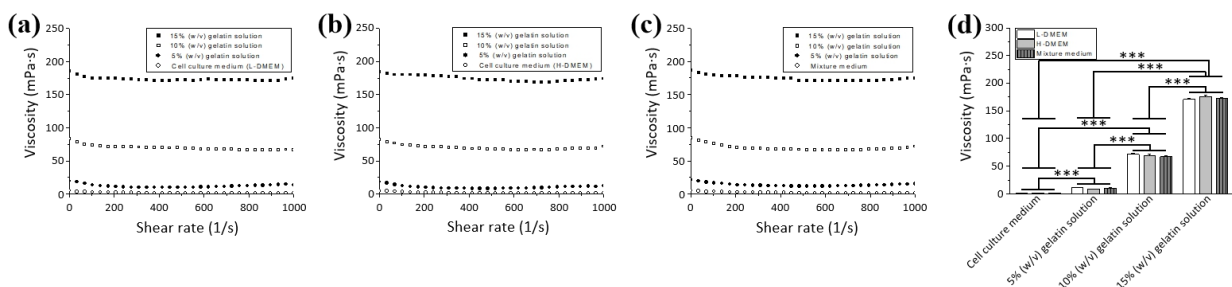 (a)
250
200
150
100
50
0
Viscosity (mPa·s)
15% (w/v) gelatin solution
10% (w/v) gelatin solution
5% (w/v) gelatin solution
Cell culture medium (L-DMEM)
0 200 400 600 800 1000
Shear rate (1/s)
(b)
250
200
150
100
50
0
Viscosity (mPa·s)
15% (w/v) gelatin solution
10% (w/v) gelatin solution
5% (w/v) gelatin solution
Cell culture medium (H-DMEM)
0 200 400 600 800 1000
Shear rate (1/s)
(c)
250
200
150
100
50
0
Viscosity (mPa·s)
15% (w/v) gelatin solution
10% (w/v) gelatin solution
5% (w/v) gelatin solution
Mixture medium
0 200 400 600 800 1000
Shear rate (1/s)
(d)
300
250
200
150
100
50
0
Viscosity (mPa·s)
L-DMEM
H-DMEM
Mixture medium
***
***
***
***
***
***
Cell culture medium
5% (w/v) gelatin solution
10% (w/v) gelatin solution
15% (w/v) gelatin solution